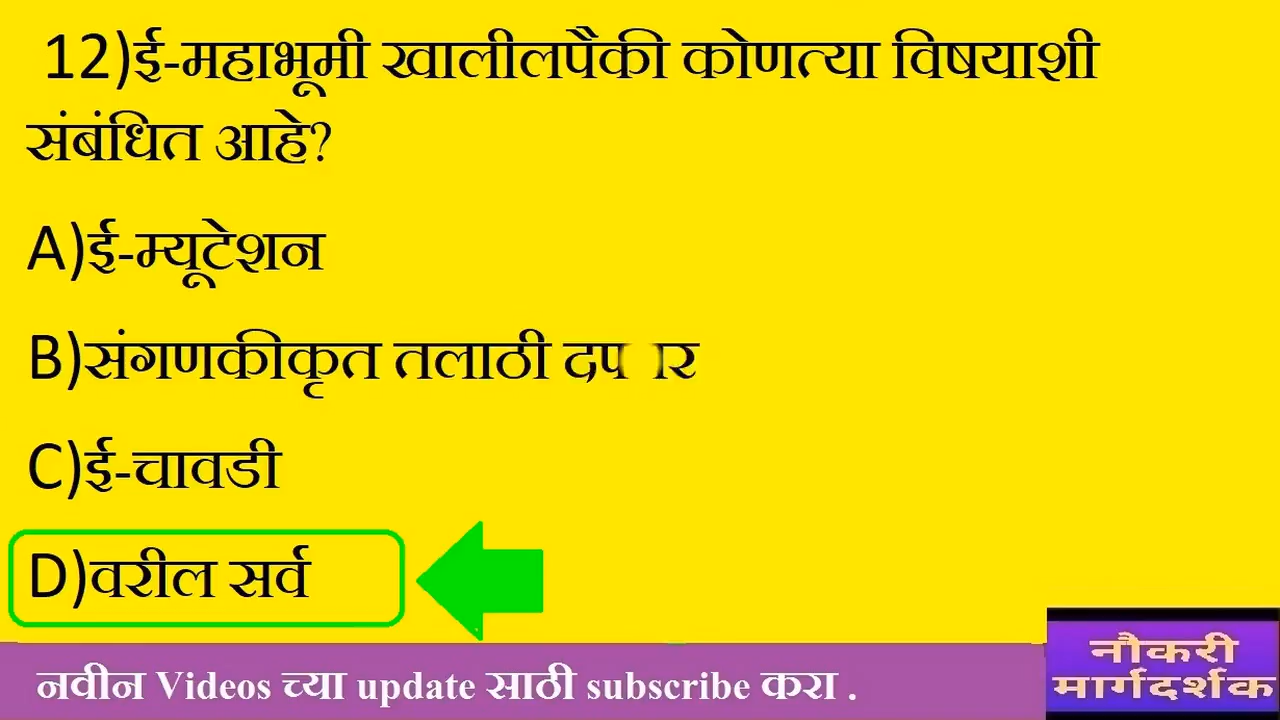 12)ई-महाभूमी खालीलपैकी कोणत्या विषयाशी
संबंधित आहे?
A)ई-म्यूटेशन
B)संगणकीकृत तलाठी
C)ई-चावडी
D)वरील सर्व
नवीन Videos च्या update साठी subscribe करा .
नौकरी
मार्गदर्शक